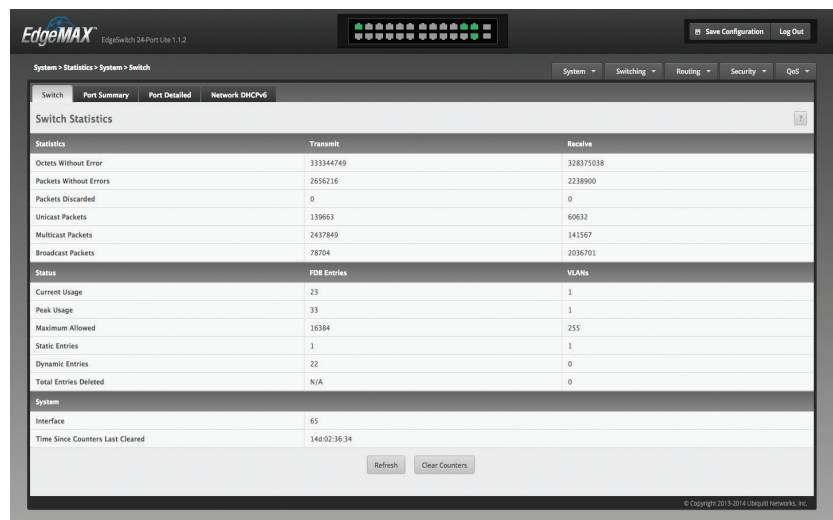 EdgeMAX™ EdgeSwitch 24-Port Lite 1.1.2
Save Configuration Log Out
System > Statistics > System > Switch
System Switching Routing Security QoS
Switch Port Summary Port Detailed Network DHCPv6
Switch Statistics ?
Statistics Transmit Receive
Octets Without Error 333344749 328375038
Packets Without Errors 2656216 2238900
Packets Discarded 0 0
Unicast Packets 139663 60632
Multicast Packets 2437849 141567
Broadcast Packets 78704 2036701
Status FDB Entries VLANs
Current Usage 23 1
Peak Usage 33 1
Maximum Allowed 16384 255
Static Entries 1 1
Dynamic Entries 22 0
Total Entries Deleted N/A 0
System
Interface 65
Time Since Counters Last Cleared 14d:02:36:34
Refresh Clear Counters
© Copyright 2013-2014 Ubiquiti Networks, Inc.